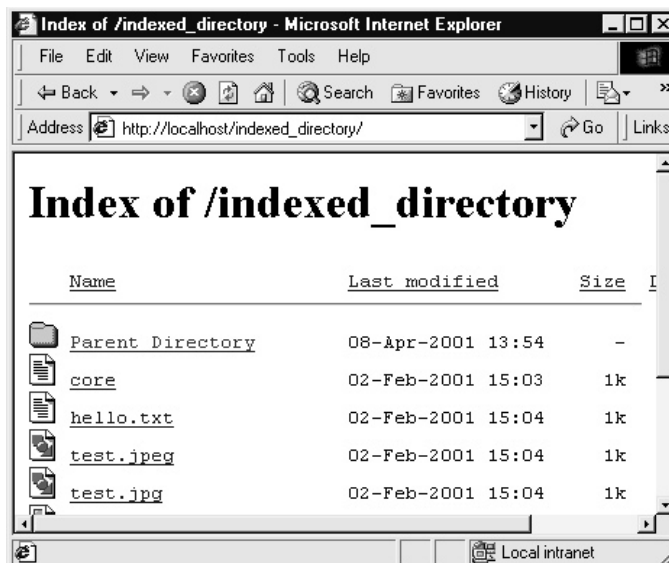 Index of /indexed_directory - Microsoft Internet Explorer
File Edit View Favorites Tools Help
Back Search Favorites History »
Address http://localhost/indexed_directory/ Go Links
Index of /indexed_directory
Name Last modified Size
Parent Directory 08-Apr-2001 13:54 -
core 02-Feb-2001 15:03 1k
hello.txt 02-Feb-2001 15:04 1k
test.jpeg 02-Feb-2001 15:04 1k
test.jpg 02-Feb-2001 15:04 1k
Local intranet